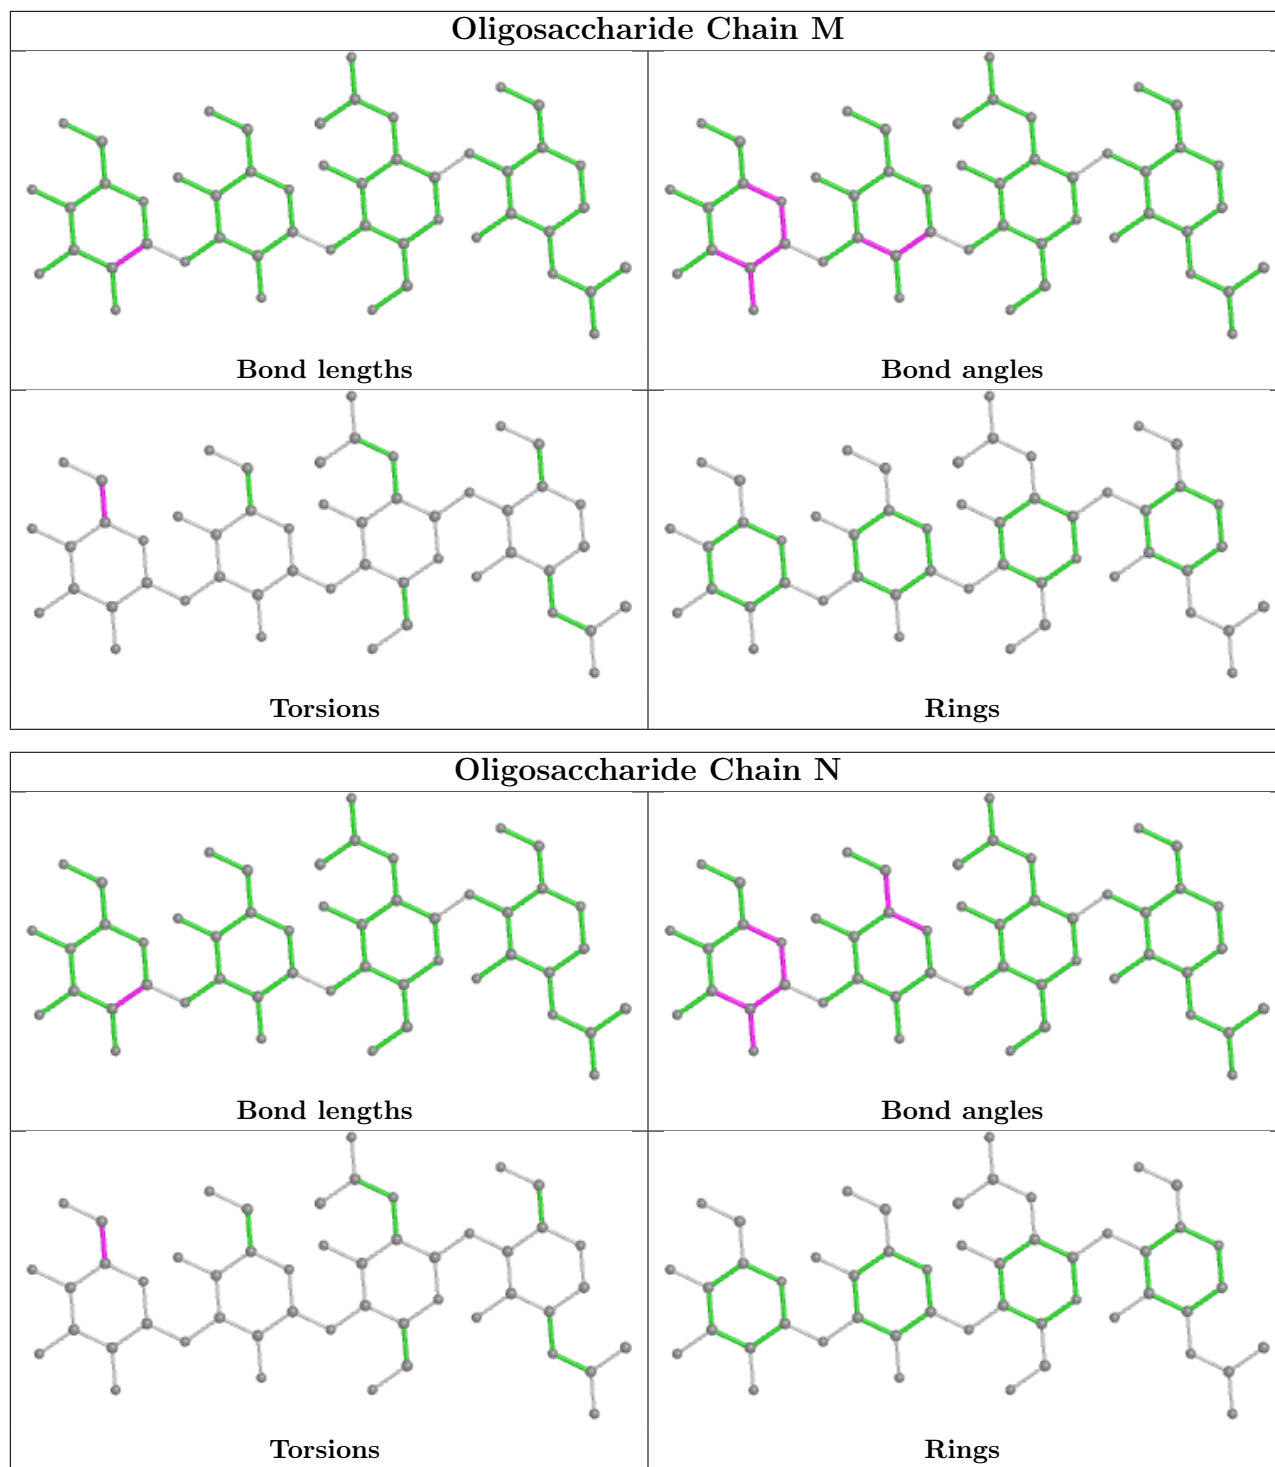 Oligosaccharide Chain M
Bond lengths
Bond angles
Torsions
Rings
Oligosaccharide Chain N
Bond lengths
Bond angles
Torsions
Rings